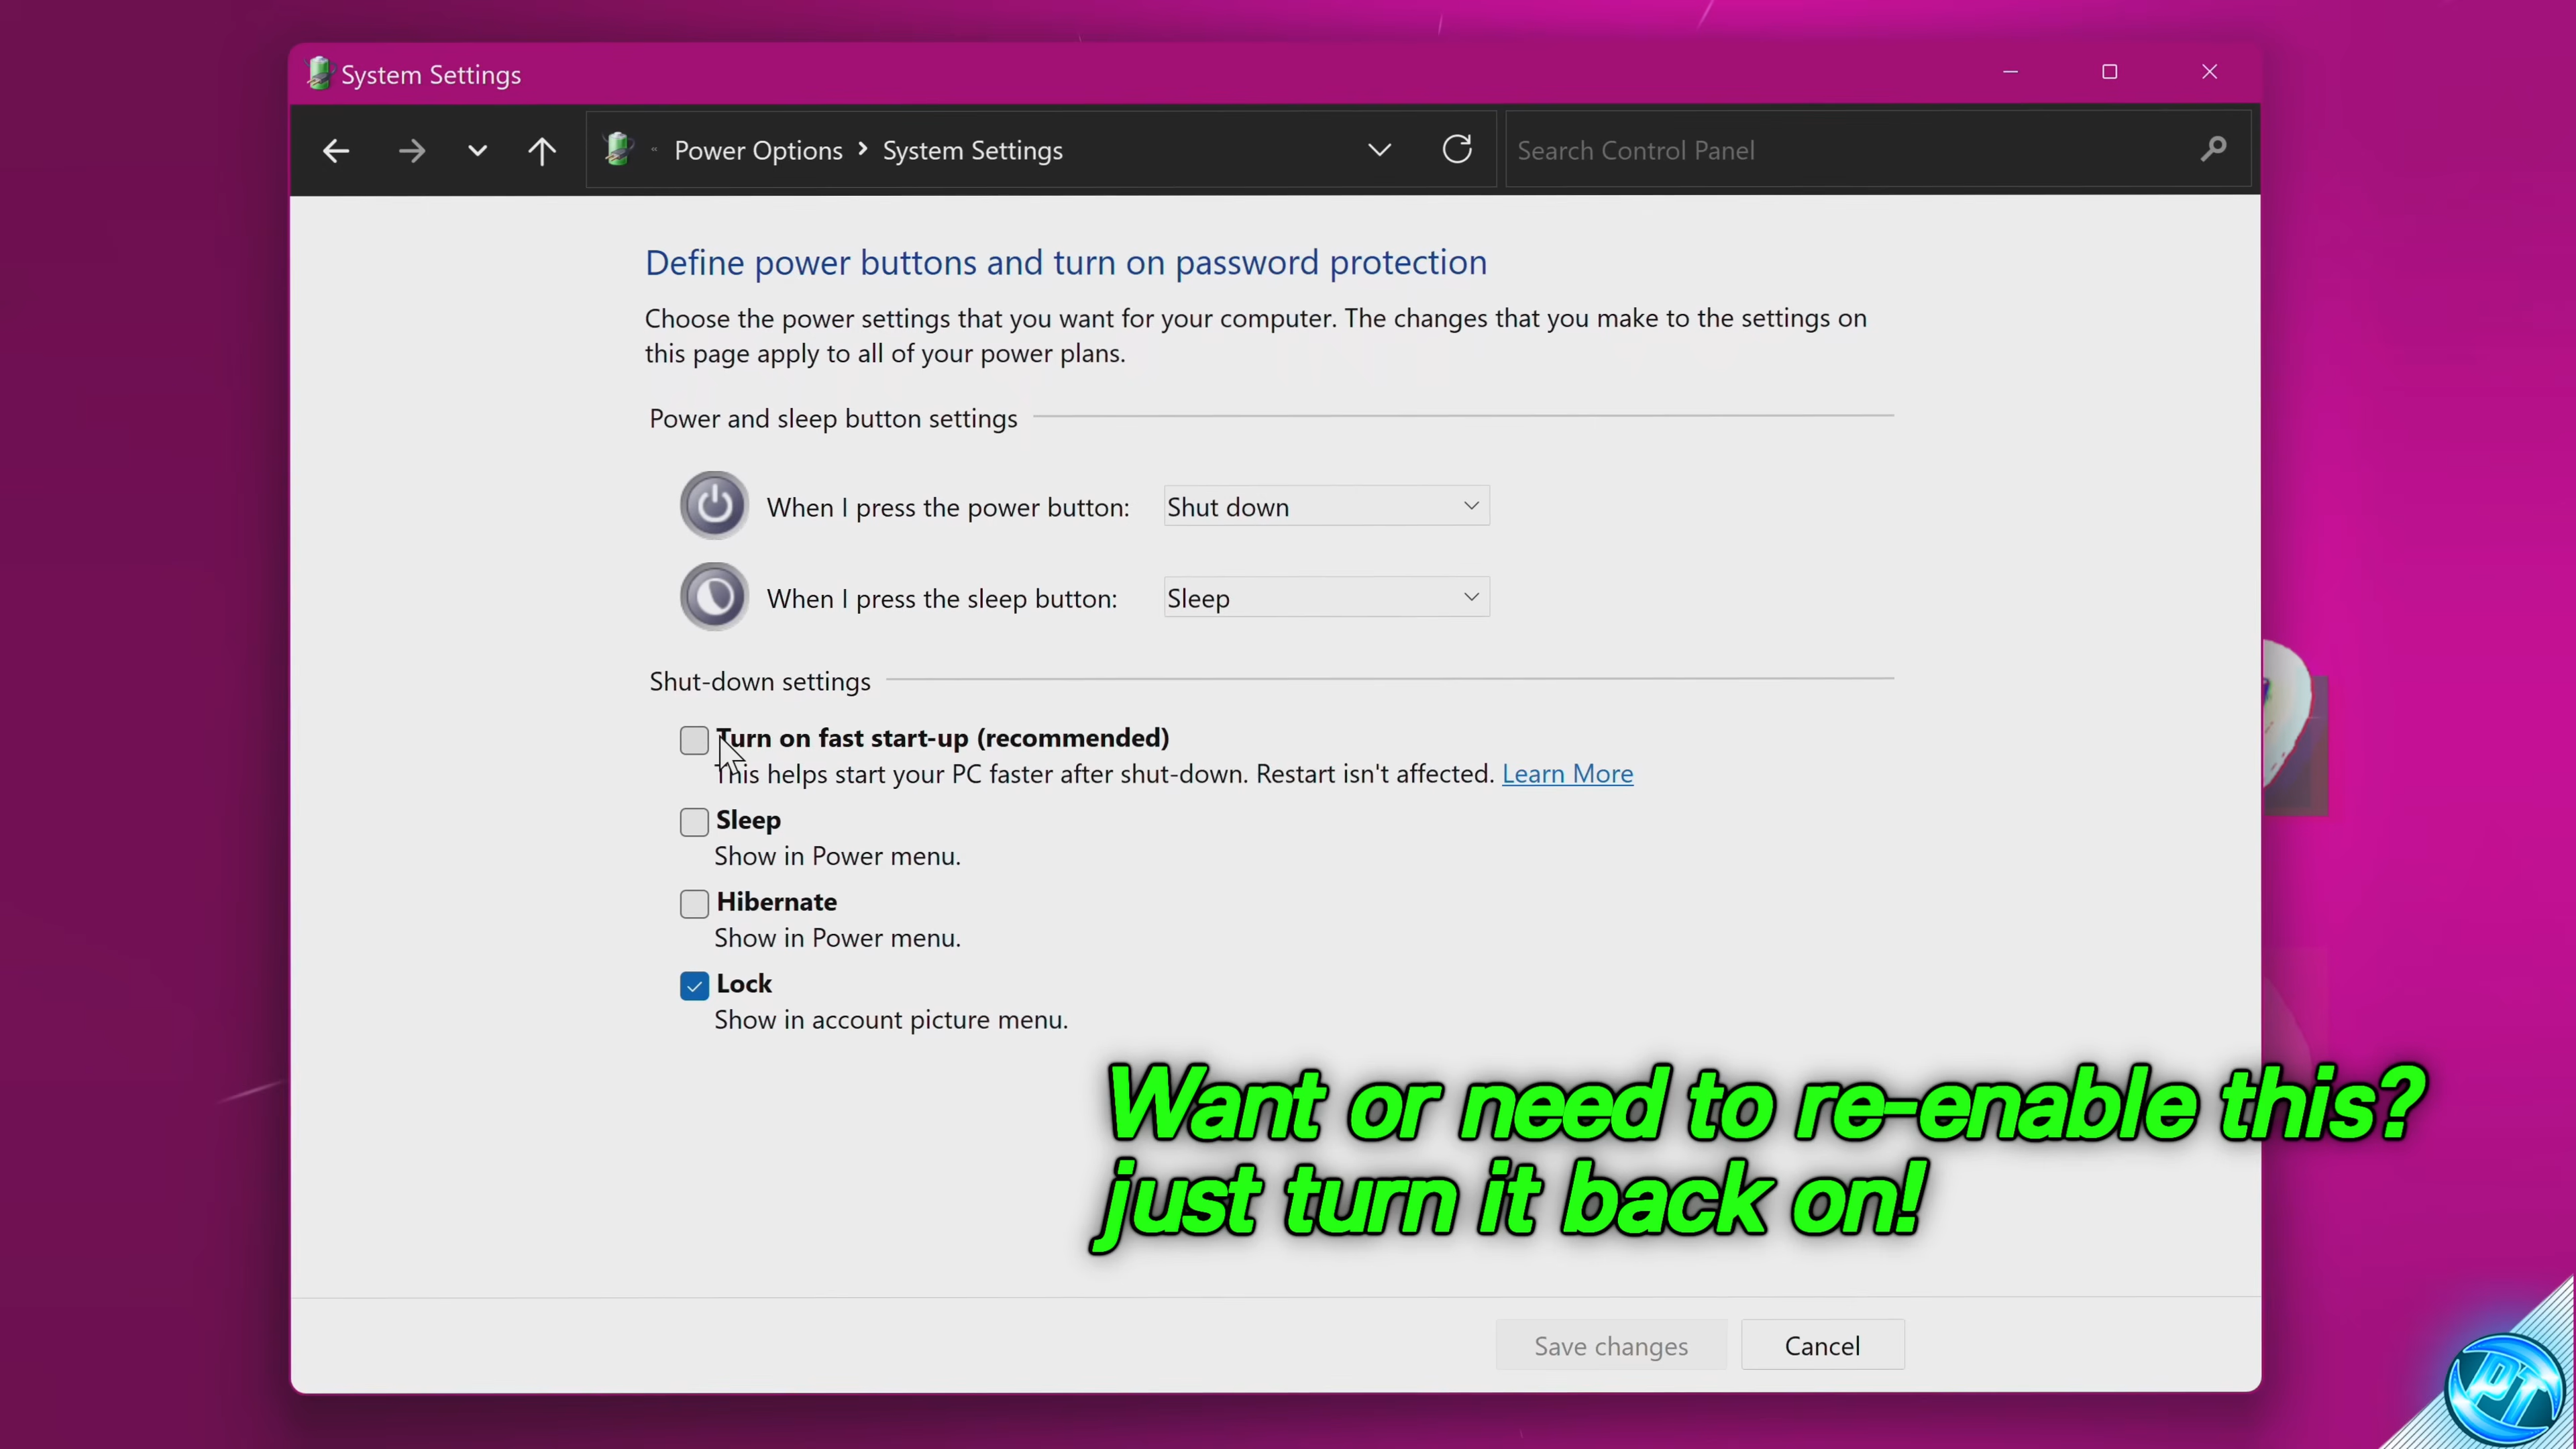 System Settings
Power Options > System Settings
Search Control Panel
Define power buttons and turn on password protection
Choose the power settings that you want for your computer. The changes that you make to the settings on
this page apply to all of your power plans.
Power and sleep button settings
When I press the power button: Shut down
When I press the sleep button: Sleep
Shut-down settings
Turn on fast start-up (recommended)
This helps start your PC faster after shut-down. Restart isn't affected. Learn More
Sleep
Show in Power menu.
Hibernate
Show in Power menu.
Lock
Show in account picture menu.
Want or need to re-enable this?
just turn it back on!
Save changes Cancel
PT